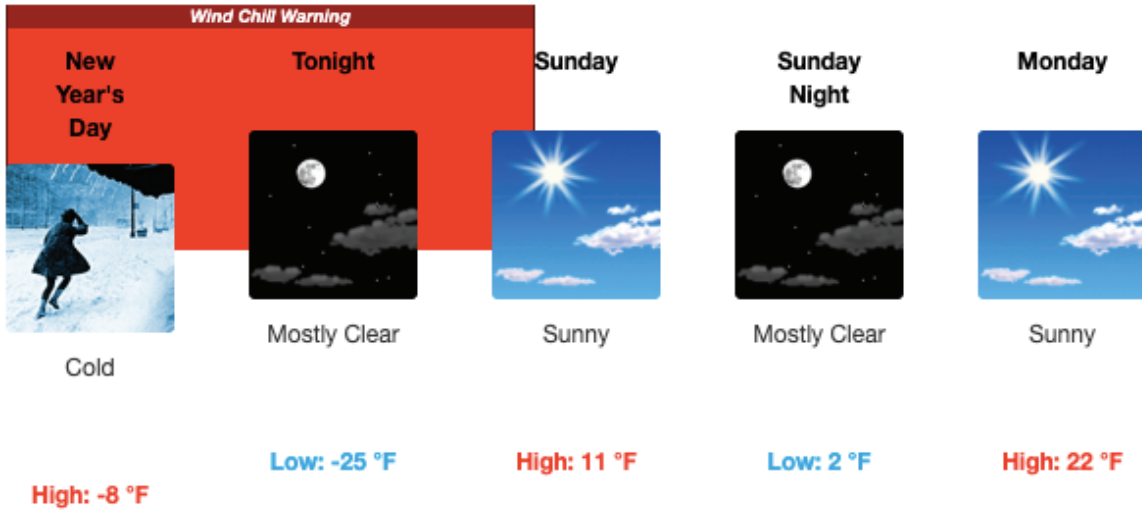 Wind Chill Warning
New
Year's
Day
Tonight
Sunday
Sunday
Night
Monday
Cold
Mostly Clear
Sunny
Mostly Clear
Sunny
High: -8 °F
Low: -25 °F
High: 11 °F
Low: 2 °F
High: 22 °F